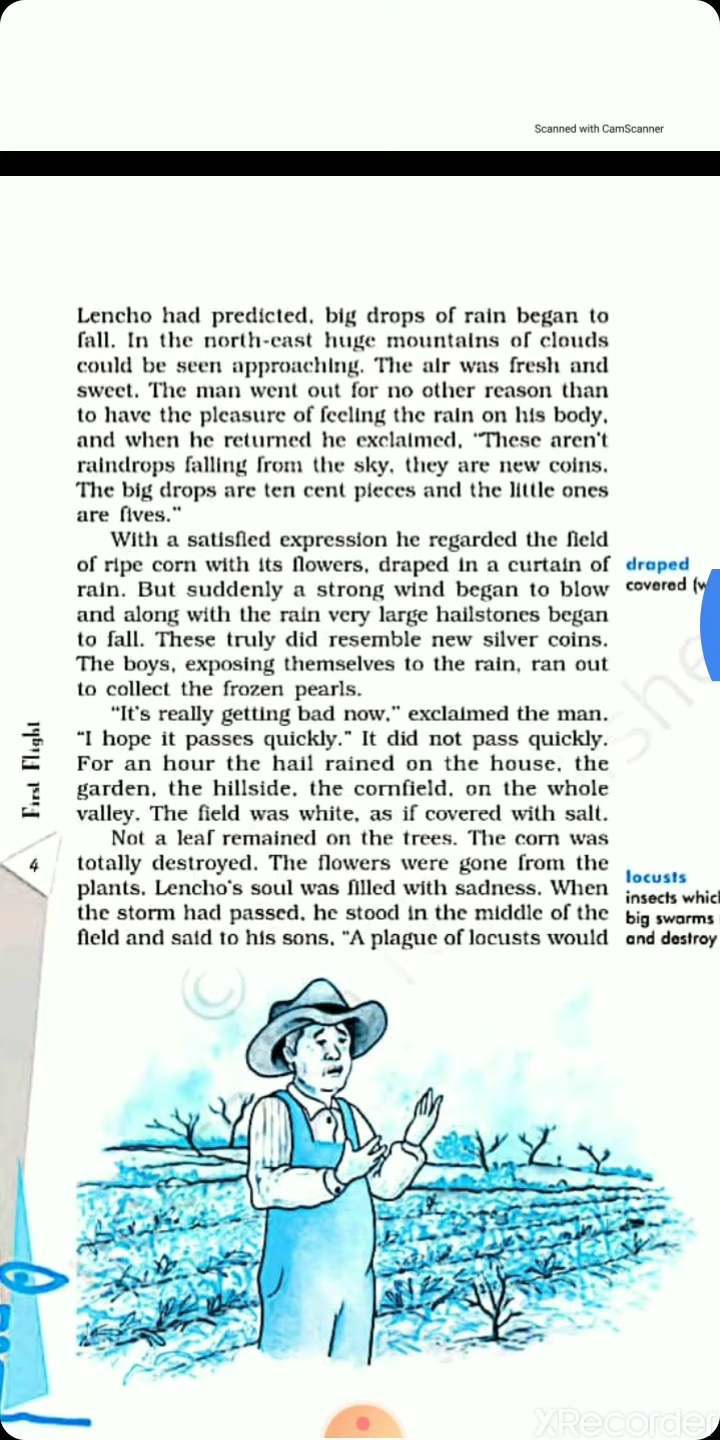 Scanned with CamScanner
Lencho had predicted, big drops of rain began to
fall. In the north-east huge mountains of clouds
could be seen approaching. The air was fresh and
sweet. The man went out for no other reason than
to have the pleasure of feeling the rain on his body,
and when he returned he exclaimed, “These aren't
raindrops falling from the sky, they are new coins.
The big drops are ten cent pieces and the little ones
are fives.”
With a satisfied expression he regarded the field
of ripe corn with its flowers, draped in a curtain of
rain. But suddenly a strong wind began to blow
and along with the rain very large hailstones began
to fall. These truly did resemble new silver coins.
The boys, exposing themselves to the rain, ran out
to collect the frozen pearls.
“It's really getting bad now,” exclaimed the man.
“I hope it passes quickly.” It did not pass quickly.
For an hour the hail rained on the house, the
garden, the hillside, the cornfield, on the whole
valley. The field was white, as if covered with salt.
Not a leaf remained on the trees. The corn was
totally destroyed. The flowers were gone from the
plants. Lencho's soul was filled with sadness. When
the storm had passed, he stood in the middle of the
field and said to his sons, “A plague of locusts would
draped
covered (w
locusts
insects which
big swarms
and destroy
First Flight
4
©
XRecorder